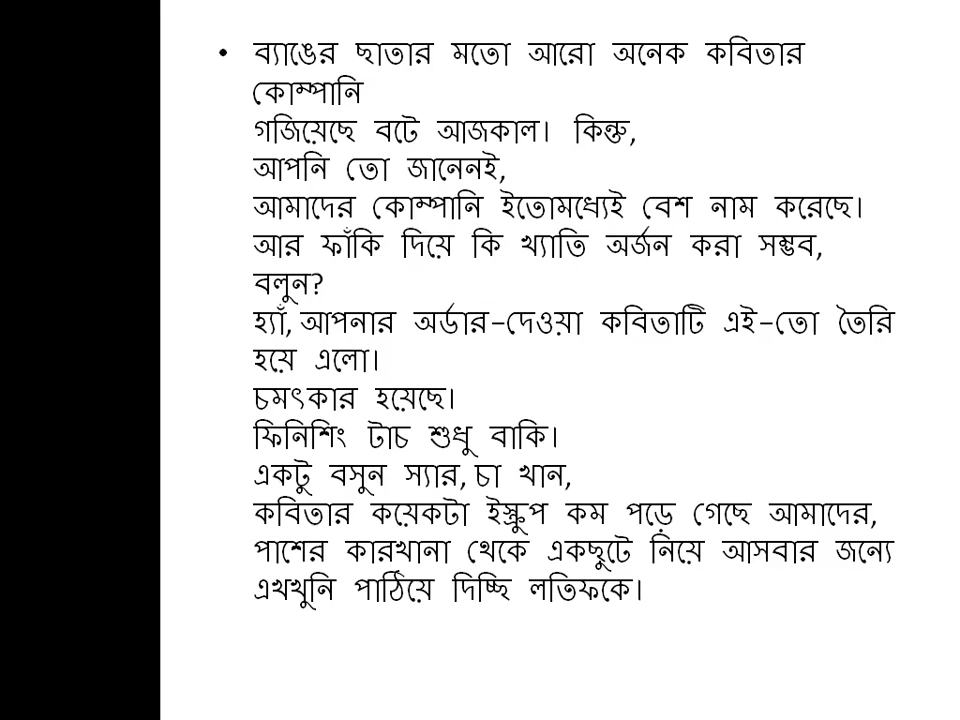 • ব্যাঙের ছাতার মতো আরো অনেক কবিতার
কোম্পানি
গজিয়েছে বটে আজকাল। কিন্তু,
আপনি তো জানেনই,
আমাদের কোম্পানি ইতোমধ্যেই বেশ নাম করেছে।
আর ফাঁকি দিয়ে কি খ্যাতি অর্জন করা সম্ভব,
বলুন?
হ্যাঁ, আপনার অর্ডার-দেওয়া কবিতাটি এই-তো তৈরি
হয়ে এলো।
চমৎকার হয়েছে।
ফিনিশিং টাচ শুধু বাকি।
একটু বসুন স্যার, চা খান,
কবিতার কয়েকটা ইস্ক্রুপ কম পড়ে গেছে আমাদের,
পাশের কারখানা থেকে একছুটে নিয়ে আসবার জন্যে
এখখুনি পাঠিয়ে দিচ্ছি লতিফকে।